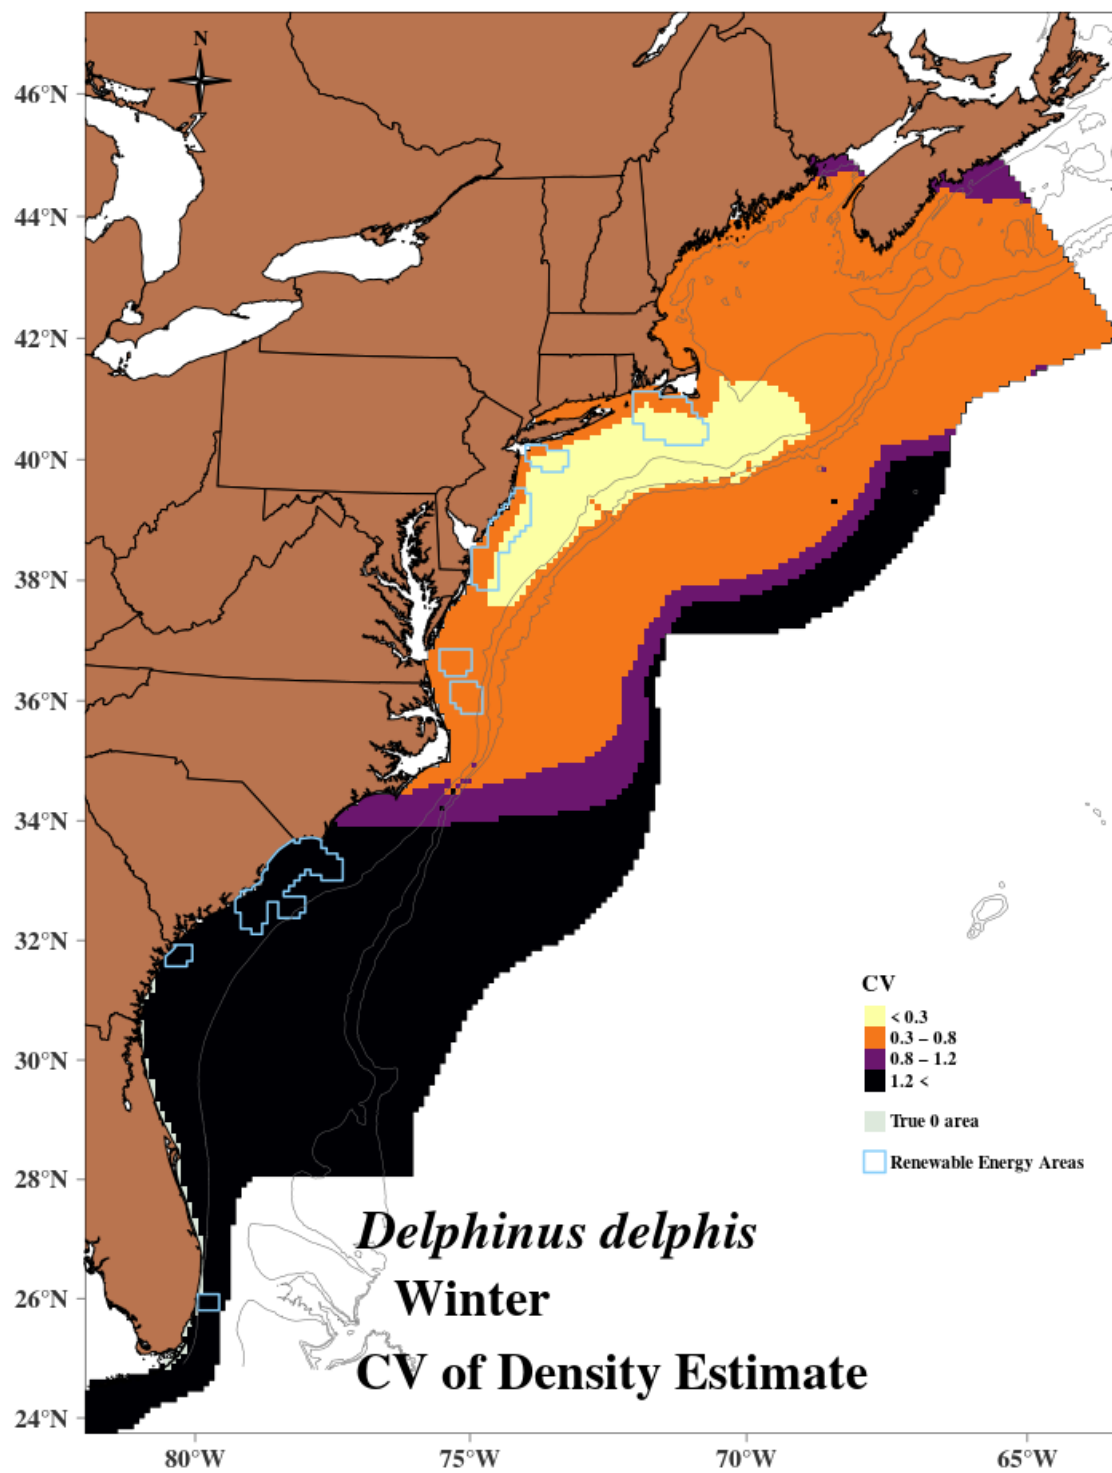 N
46°N
44°N
42°N
40°N
38°N
36°N
34°N
32°N
30°N
28°N
26°N
24°N
CV
< 0.3
0.3 – 0.8
0.8 – 1.2
1.2 <
True 0 area
Renewable Energy Areas
Delphinus delphis
Winter
CV of Density Estimate
80°W
75°W
70°W
65°W